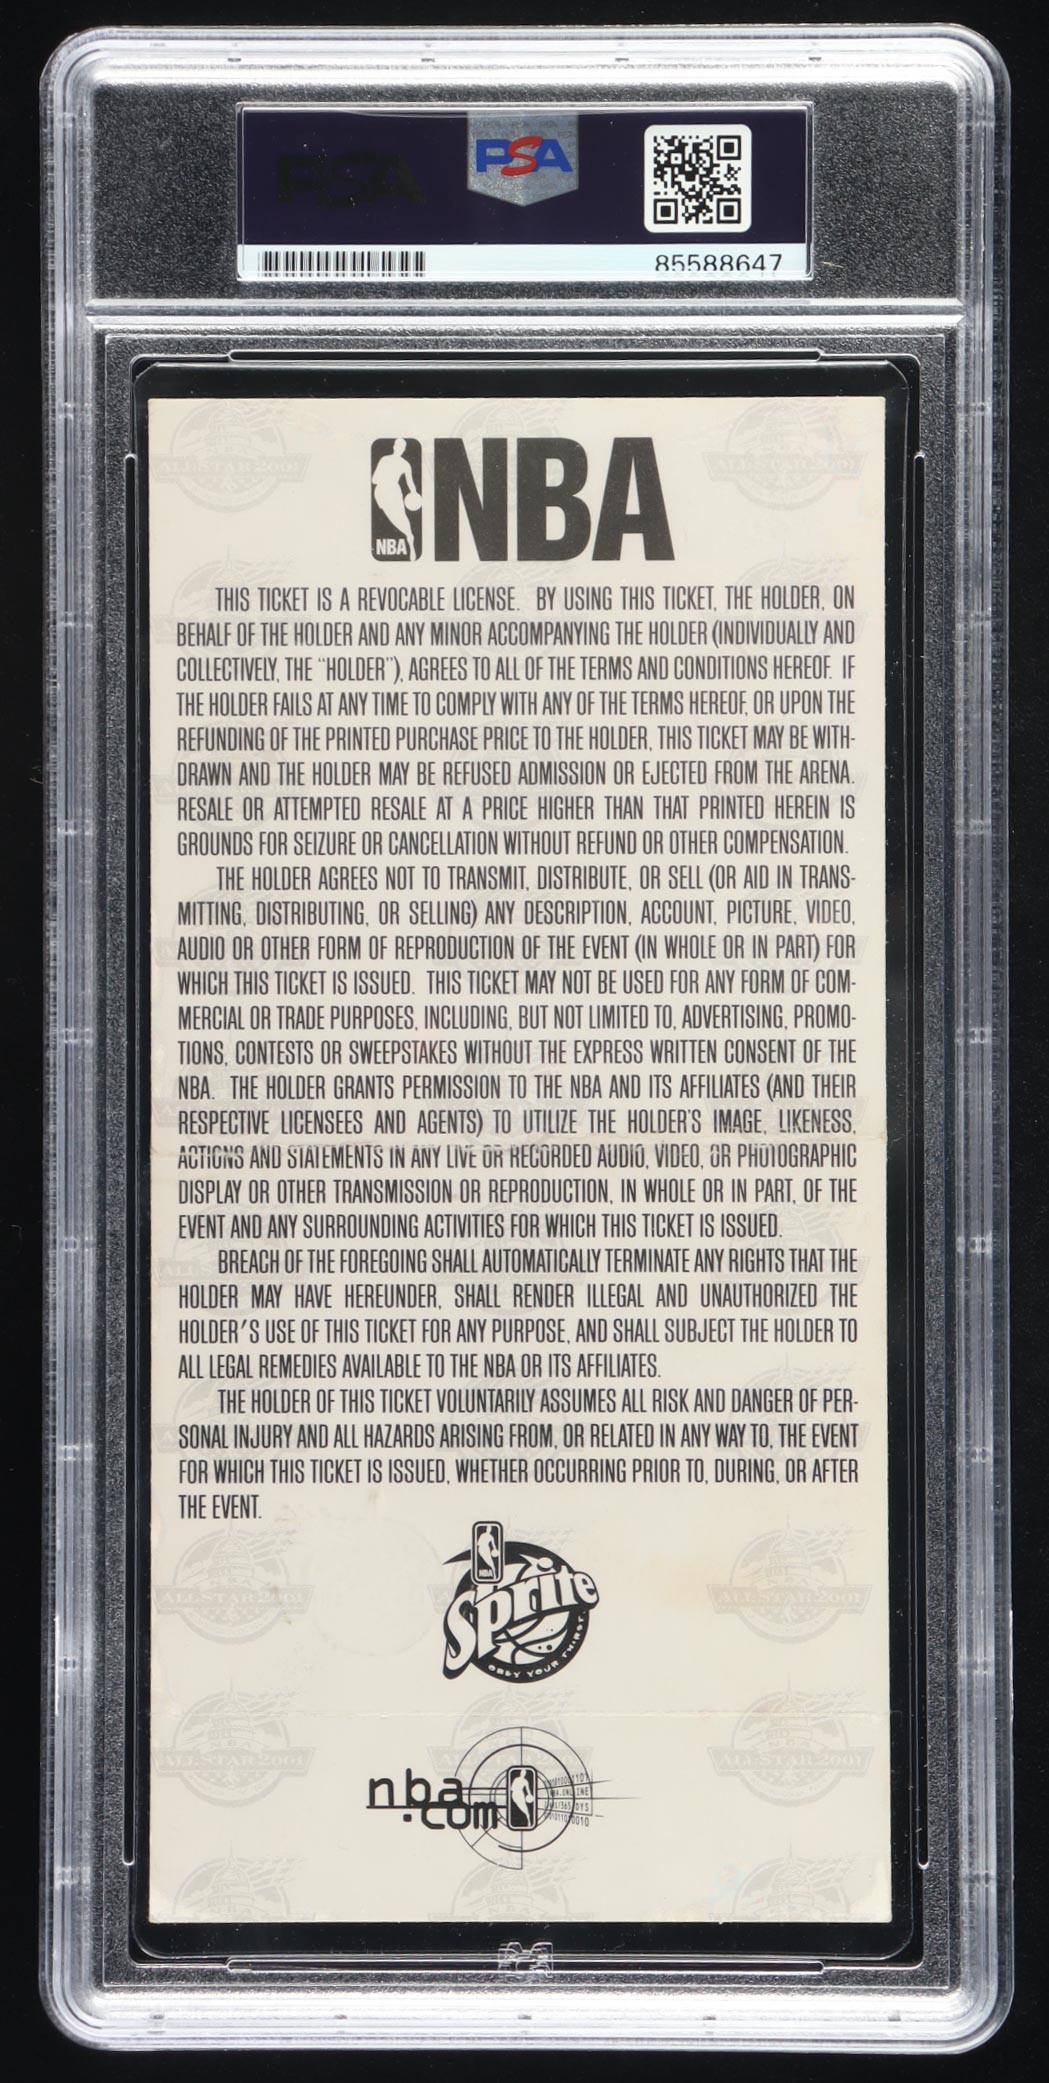 PSA
PSA
85588647
NBA
NBA
THIS TICKET IS A REVOCABLE LICENSE. BY USING THIS TICKET, THE HOLDER, ON
BEHALF OF THE HOLDER AND ANY MINOR ACCOMPANYING THE HOLDER (INDIVIDUALLY AND
COLLECTIVELY, THE "HOLDER"), AGREES TO ALL OF THE TERMS AND CONDITIONS HEREOF. IF
THE HOLDER FAILS AT ANY TIME TO COMPLY WITH ANY OF THE TERMS HEREOF, OR UPON THE
REFUNDING OF THE PRINTED PURCHASE PRICE TO THE HOLDER, THIS TICKET MAY BE WITH-
DRAWN AND THE HOLDER MAY BE REFUSED ADMISSION OR EJECTED FROM THE ARENA.
RESALE OR ATTEMPTED RESALE AT A PRICE HIGHER THAN THAT PRINTED HEREIN IS
GROUNDS FOR SEIZURE OR CANCELLATION WITHOUT REFUND OR OTHER COMPENSATION.
THE HOLDER AGREES NOT TO TRANSMIT, DISTRIBUTE, OR SELL (OR AID IN TRANS-
MITTING, DISTRIBUTING, OR SELLING) ANY DESCRIPTION, ACCOUNT, PICTURE, VIDEO,
AUDIO OR OTHER FORM OF REPRODUCTION OF THE EVENT (IN WHOLE OR IN PART) FOR
WHICH THIS TICKET IS ISSUED. THIS TICKET MAY NOT BE USED FOR ANY FORM OF COM-
MERCIAL OR TRADE PURPOSES, INCLUDING, BUT NOT LIMITED TO, ADVERTISING, PROMO-
TIONS, CONTESTS OR SWEEPSTAKES WITHOUT THE EXPRESS WRITTEN CONSENT OF THE
NBA. THE HOLDER GRANTS PERMISSION TO THE NBA AND ITS AFFILIATES (AND THEIR
RESPECTIVE LICENSEES AND AGENTS) TO UTILIZE THE HOLDER'S IMAGE, LIKENESS,
ACTIONS AND STATEMENTS IN ANY LIVE OR RECORDED AUDIO, VIDEO, OR PHOTOGRAPHIC
DISPLAY OR OTHER TRANSMISSION OR REPRODUCTION, IN WHOLE OR IN PART, OF THE
EVENT AND ANY SURROUNDING ACTIVITIES FOR WHICH THIS TICKET IS ISSUED.
BREACH OF THE FOREGOING SHALL AUTOMATICALLY TERMINATE ANY RIGHTS THAT THE
HOLDER MAY HAVE HEREUNDER, SHALL RENDER ILLEGAL AND UNAUTHORIZED THE
HOLDER'S USE OF THIS TICKET FOR ANY PURPOSE, AND SHALL SUBJECT THE HOLDER TO
ALL LEGAL REMEDIES AVAILABLE TO THE NBA OR ITS AFFILIATES.
THE HOLDER OF THIS TICKET VOLUNTARILY ASSUMES ALL RISK AND DANGER OF PER-
SONAL INJURY AND ALL HAZARDS ARISING FROM, OR RELATED IN ANY WAY TO, THE EVENT
FOR WHICH THIS TICKET IS ISSUED, WHETHER OCCURRING PRIOR TO, DURING, OR AFTER
THE EVENT.
NBA
Sprite
OBEY YOUR THIRST.
ALL-STAR 2001
ALL-STAR 2001
nba
.com